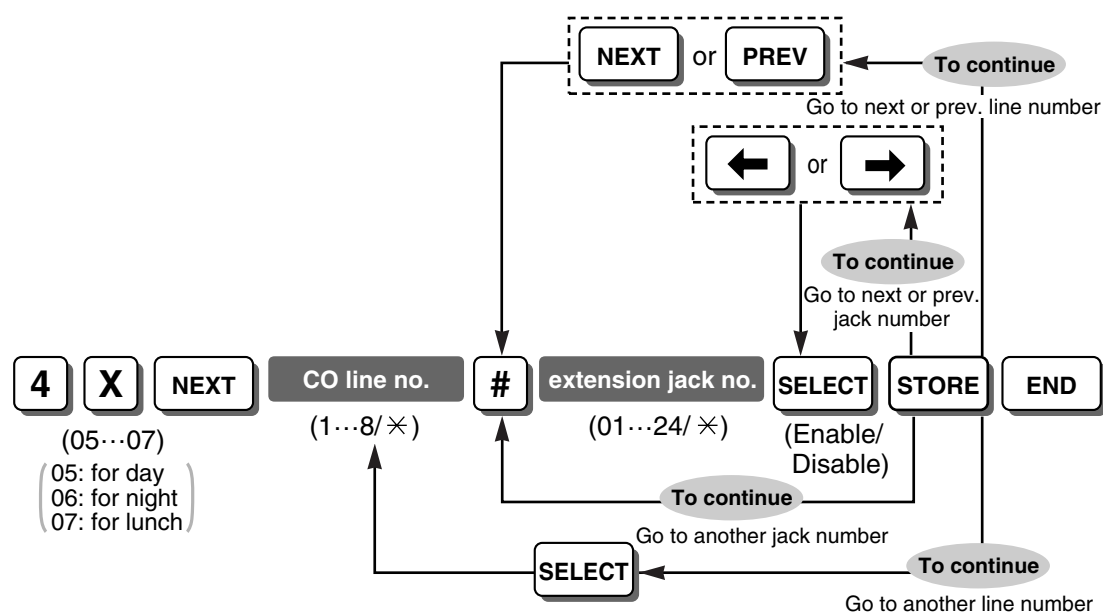 NEXT or PREV
To continue
Go to next or prev. line number
← or →
To continue
Go to next or prev.
jack number
4 X NEXT CO line no. # extension jack no. SELECT STORE END
(05···07)
(1···8/✳)
(01···24/✳)
(Enable/
Disable)
05: for day
06: for night
07: for lunch
To continue
Go to another jack number
SELECT
To continue
Go to another line number